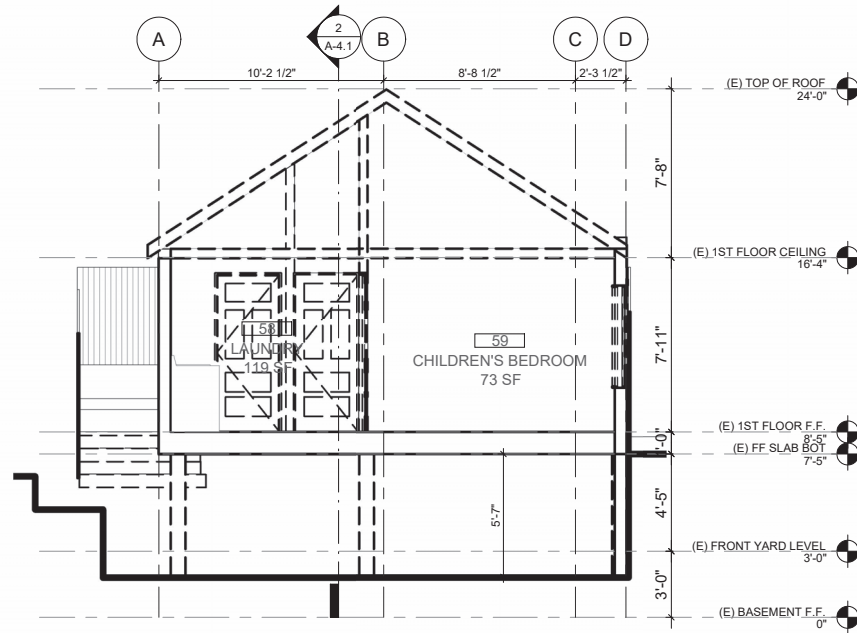 A
2
A-4.1
B
C
D
10'-2 1/2"
8'-8 1/2"
2'-3 1/2"
(E) TOP OF ROOF
24'-0"
7'-8"
(E) 1ST FLOOR CEILING
16'-4"
7'-11"
58
LAUNDRY
119 SF
59
CHILDREN'S BEDROOM
73 SF
(E) 1ST FLOOR F.F.
8'-5"
(E) FF SLAB BOT
7'-5"
5'-7"
4'-5"
(E) FRONT YARD LEVEL
3'-0"
3'-0"
(E) BASEMENT F.F.
0"